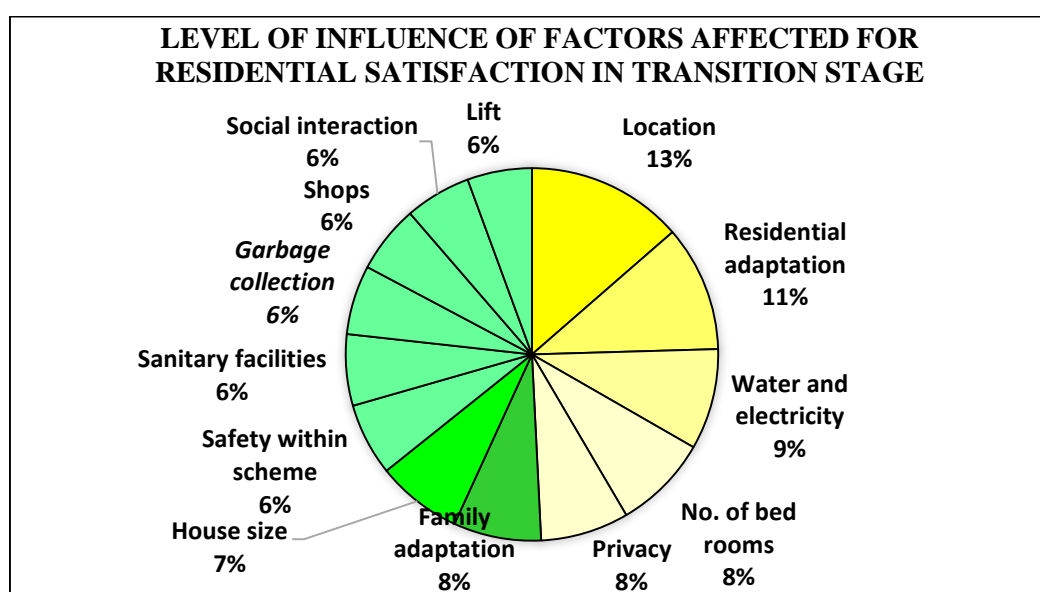 LEVEL OF INFLUENCE OF FACTORS AFFECTED FOR
RESIDENTIAL SATISFACTION IN TRANSITION STAGE
Location
13%
Residential
adaptation
11%
Water and
electricity
9%
No. of bed
rooms
8%
Privacy
8%
Family
adaptation
8%
House size
7%
Safety within
scheme
6%
Sanitary facilities
6%
Garbage
collection
6%
Shops
6%
Social interaction
6%
Lift
6%